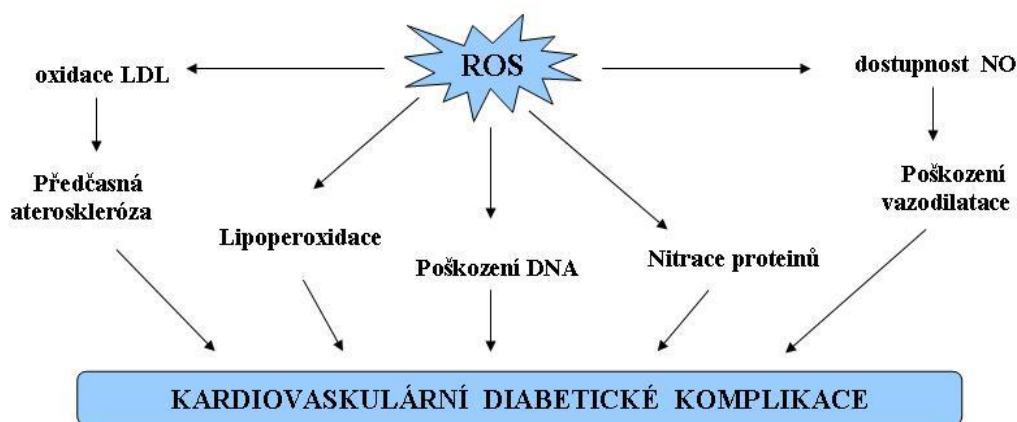 ROS
oxidace LDL
dostupnost NO
Předčasná
ateroskleróza
Poškození
vazodilatace
Lipoperoxidace
Poškození DNA
Nitrace proteinů
KARDIOVASKULÁRNÍ DIABETICKÉ KOMPLIKACE